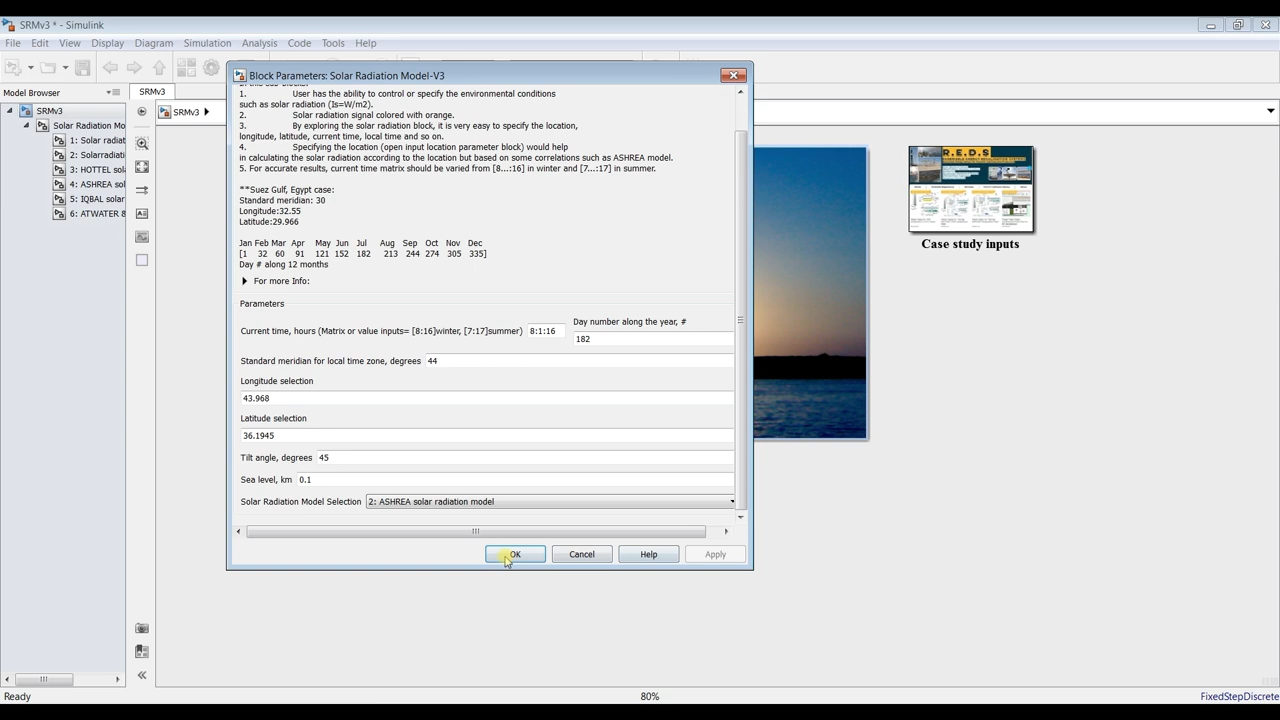 SRMv3 * - Simulink
File Edit View Display Diagram Simulation Analysis Code Tools Help
Model Browser
SRMv3
SRMv3
SRMv3
Solar Radiation Mo
1: Solar radiat
2: Solarradiati
3: HOTTEL sol
4: ASHREA sol
5: IQBAL solar
6: ATWATER &
Block Parameters: Solar Radiation Model-V3
1. User has the ability to control or specify the environmental conditions
such as solar radiation (Is=W/m2).
2. Solar radiation signal colored with orange.
3. By exploring the solar radiation block, it is very easy to specify the location,
longitude, latitude, current time, local time and so on.
4. Specifying the location (open input location parameter block) would help
in calculating the solar radiation according to the location but based on some correlations such as ASHREA model.
5. For accurate results, current time matrix should be varied from [8...:16] in winter and [7...:17] in summer.
**Suez Gulf, Egypt case:
Standard meridian: 30
Longitude:32.55
Latitude:29.966
Jan Feb Mar Apr May Jun Jul Aug Sep Oct Nov Dec
[1 32 60 91 121 152 182 213 244 274 305 335]
Day # along 12 months
For more Info:
Parameters
Current time, hours (Matrix or value inputs= [8:16]winter, [7:17]summer) 8:1:16
Day number along the year, #
182
Standard meridian for local time zone, degrees 44
Longitude selection
43.968
Latitude selection
36.1945
Tilt angle, degrees 45
Sea level, km 0.1
Solar Radiation Model Selection 2: ASHREA solar radiation model
OK Cancel Help Apply
R.E.D.S
Case study inputs
Ready 80% FixedStepDiscrete